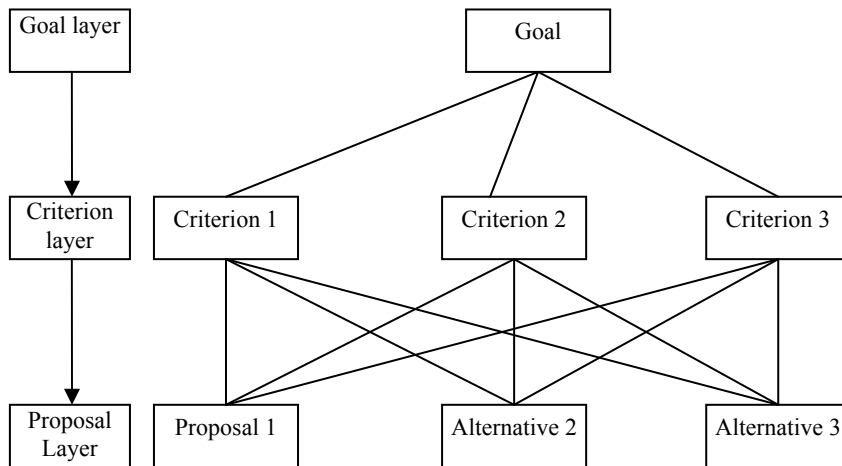 Goal layer
Goal
Criterion
layer
Criterion 1
Criterion 2
Criterion 3
Proposal
Layer
Proposal 1
Alternative 2
Alternative 3